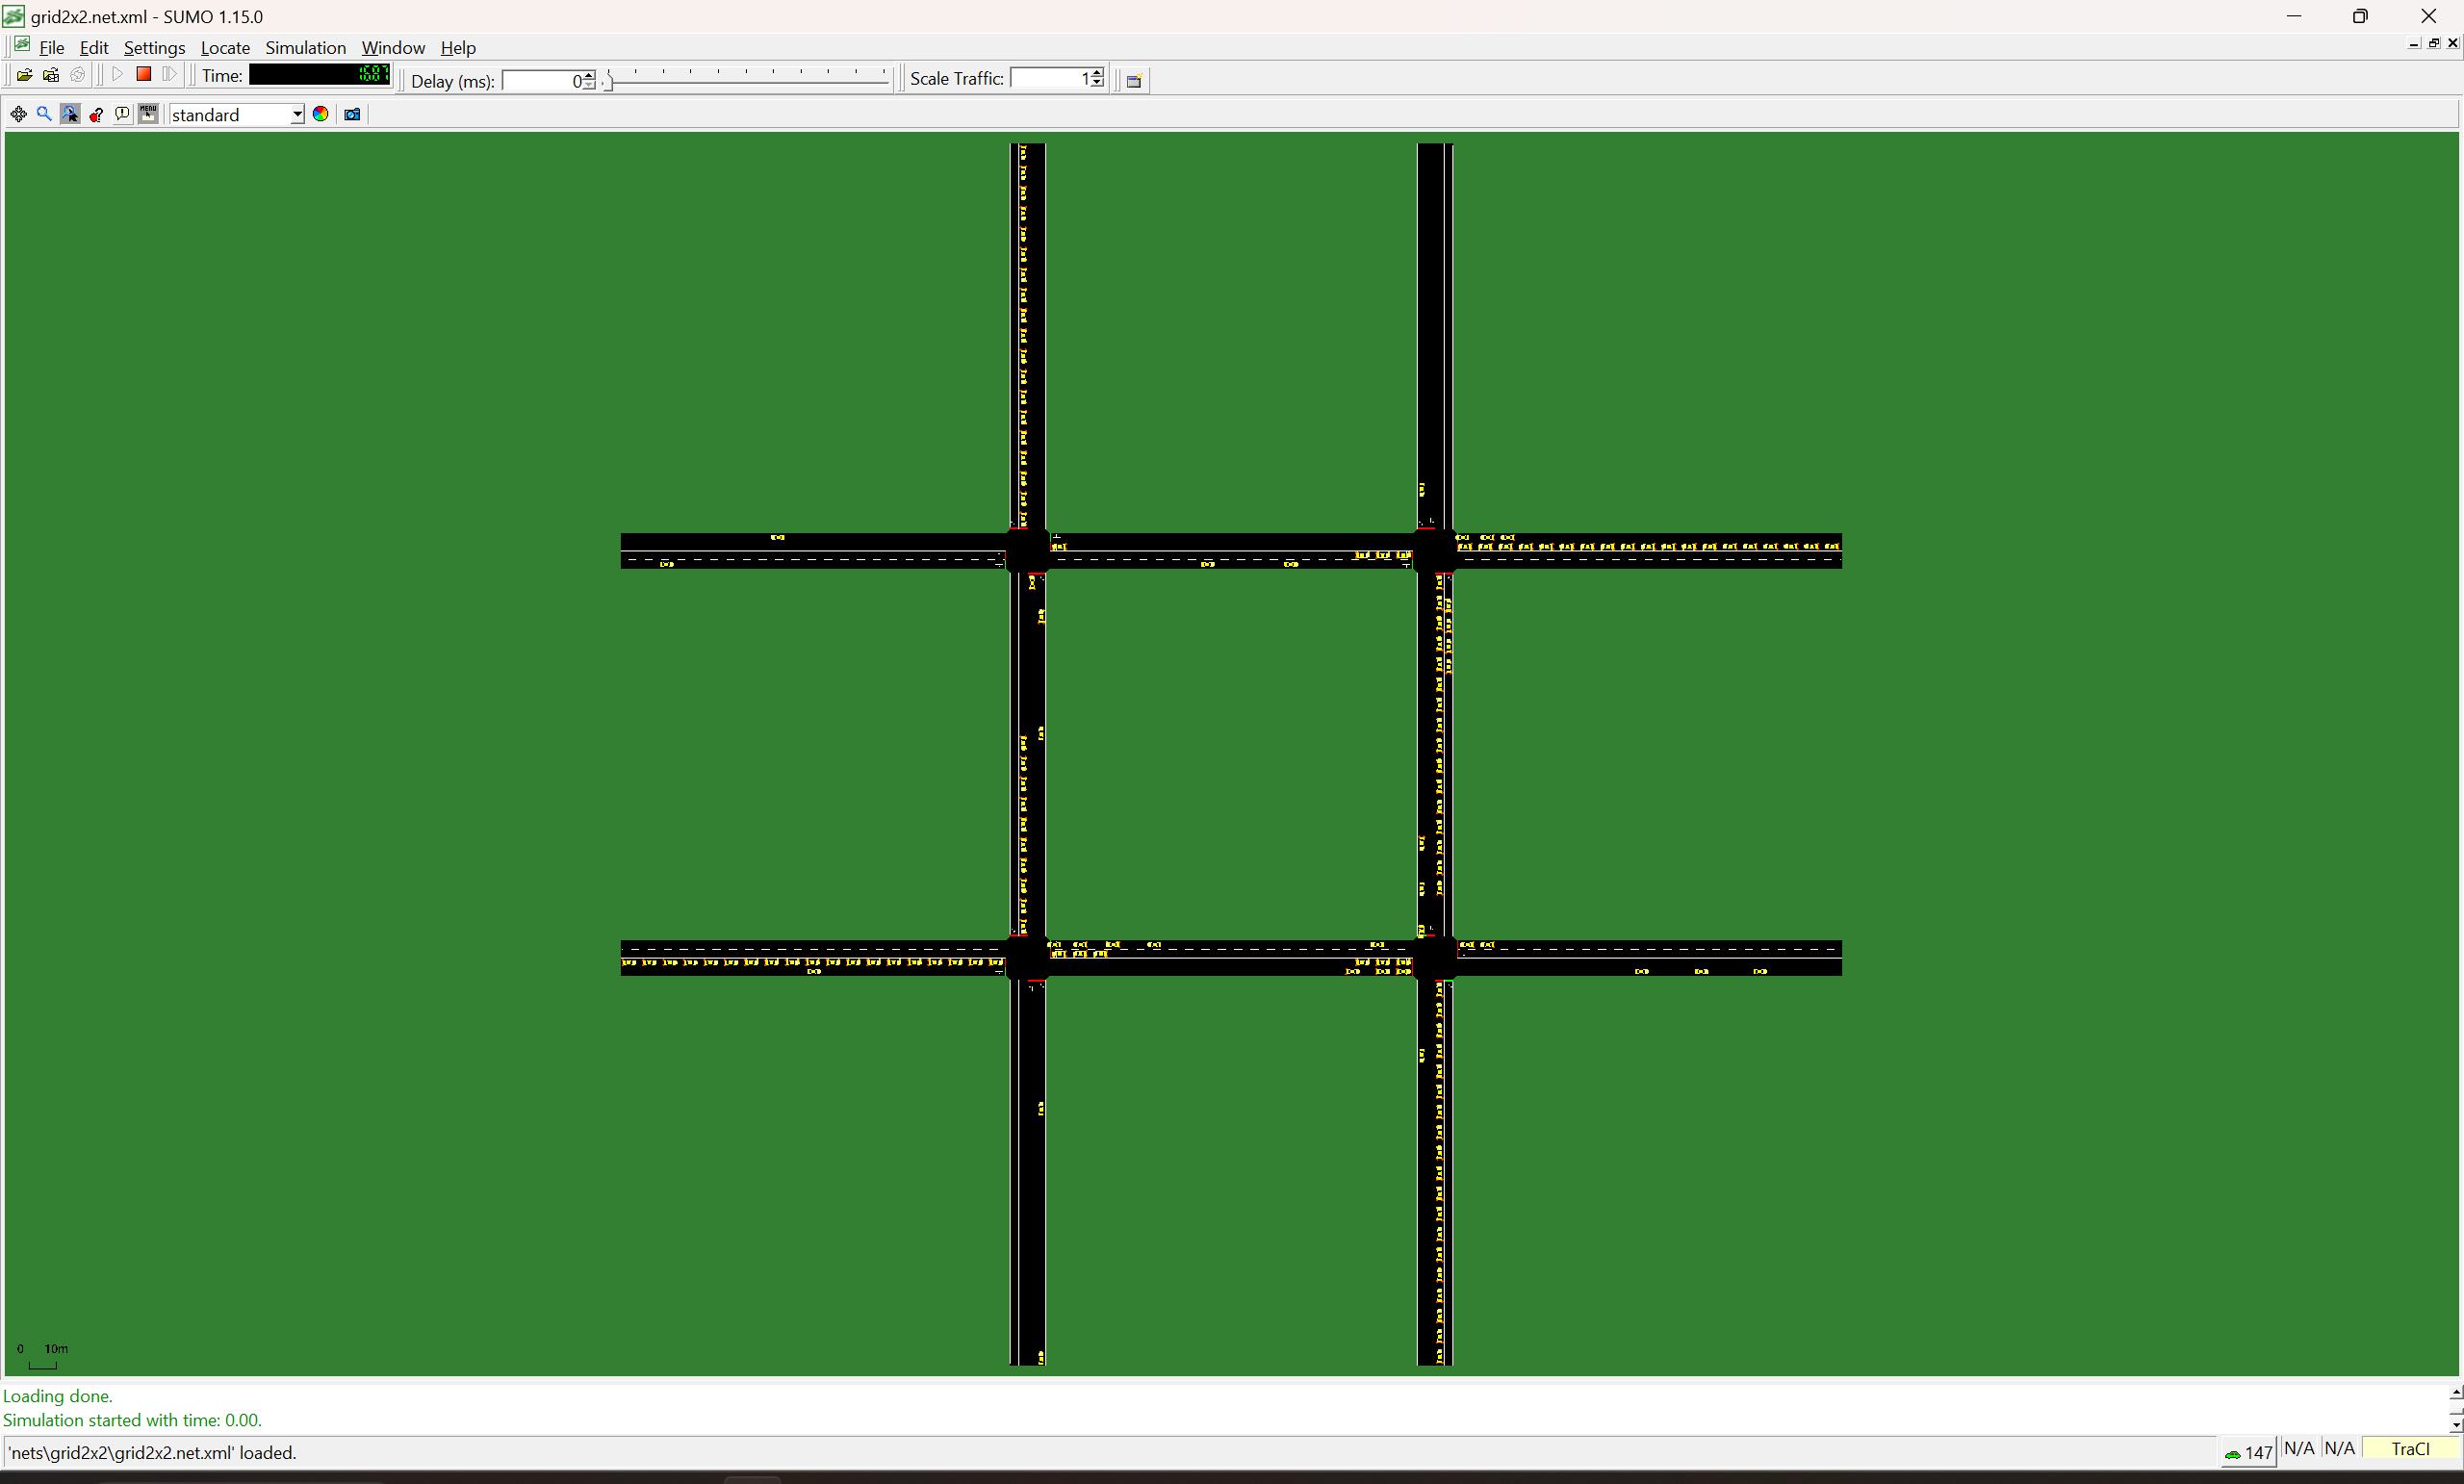 grid2x2.net.xml - SUMO 1.15.0
File Edit Settings Locate Simulation Window Help
Time: Delay (ms): 0 Scale Traffic: 1
MENU
standard
0 10m
Loading done.
Simulation started with time: 0.00.
'nets\grid2x2\grid2x2.net.xml' loaded. 147 N/A N/A TraCI